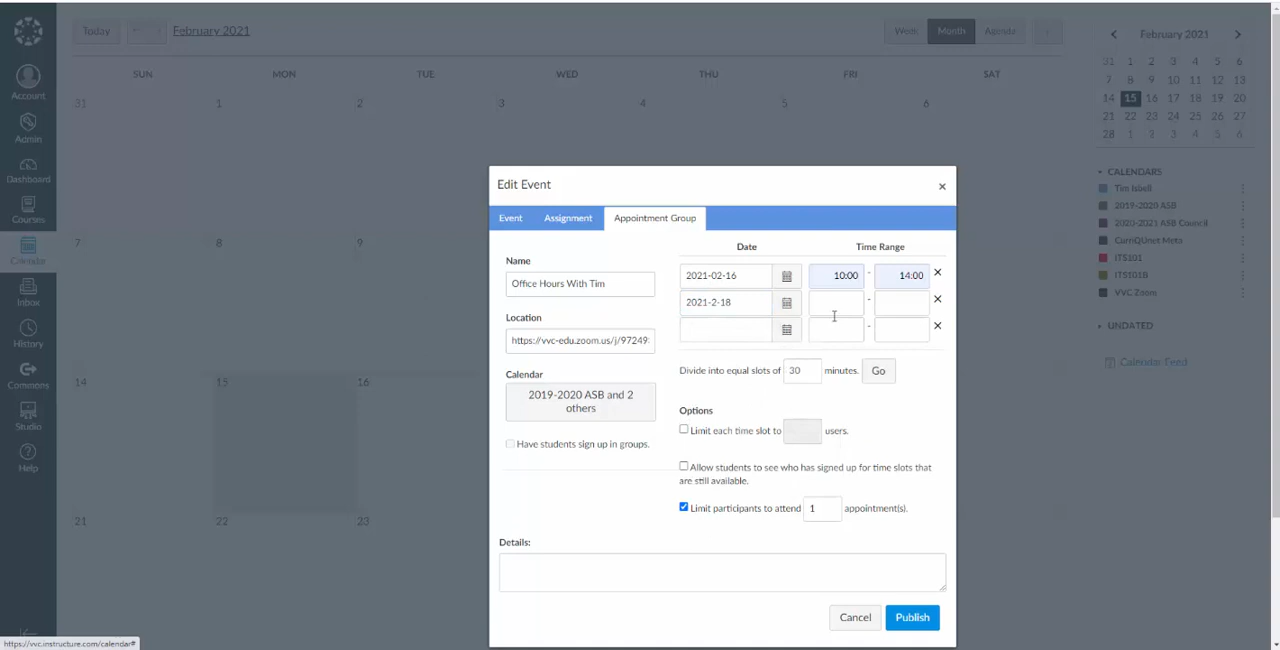 Today
February 2021
Week
Month
Agenda
February 2021
SUN
MON
TUE
WED
THU
FRI
SAT
31
1
2
3
4
5
6
31 1 2 3 4 5 6
7 8 9 10 11 12 13
14 15 16 17 18 19 20
21 22 23 24 25 26 27
28 1 2 3 4 5 6
Account
Admin
Dashboard
Courses
Calendar
Inbox
History
Commons
Studio
Help
CALENDARS
Tim Isbell
2019-2020 ASB
2020-2021 ASB Council
CurriQunet Meta
ITS101
ITS101B
VVC Zoom
UNDATED
Calendar Feed
7
8
9
14
15
16
21
22
23
Edit Event
×
Event
Assignment
Appointment Group
Name
Office Hours With Tim
Location
https://vvc-edu.zoom.us/j/97249
Calendar
2019-2020 ASB and 2
others
Have students sign up in groups.
Date
Time Range
2021-02-16
10:00 - 14:00 ×
2021-2-18
- ×
- ×
Divide into equal slots of 30 minutes. Go
Options
Limit each time slot to users.
Allow students to see who has signed up for time slots that
are still available.
Limit participants to attend 1 appointment(s).
Details:
Cancel
Publish
https://vvc.instructure.com/calendar#